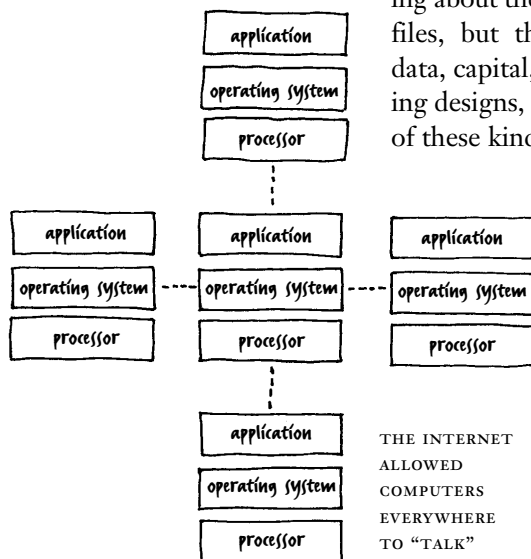 ing about the
files, but th
data, capital,
ing designs,
of these kind
application
operating system
processor
application
operating system
processor
application
operating system
processor
application
operating system
processor
application
operating system
processor
THE INTERNET
ALLOWED
COMPUTERS
EVERYWHERE
TO “TALK”